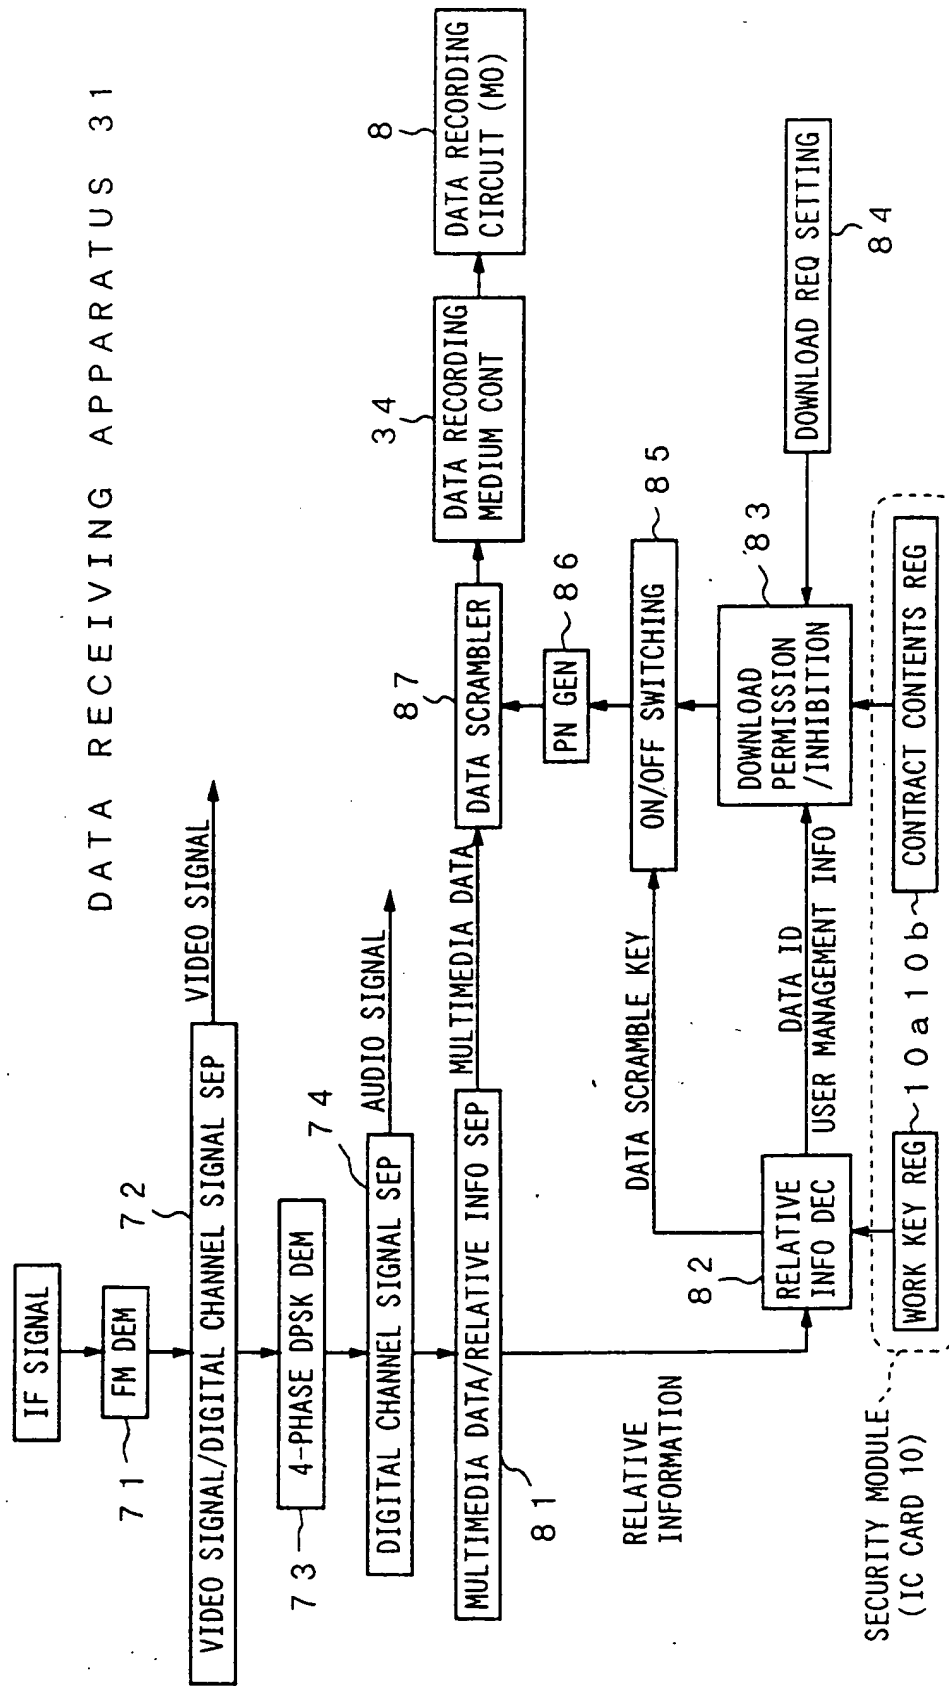 DATA RECEIVING APPARATUS 31
IF SIGNAL
FM DEM
71
VIDEO SIGNAL/DIGITAL CHANNEL SIGNAL SEP
72
VIDEO SIGNAL
4-PHASE DPSK DEM
73
DIGITAL CHANNEL SIGNAL SEP
74
AUDIO SIGNAL
MULTIMEDIA DATA/RELATIVE INFO SEP
81
MULTIMEDIA DATA
DATA SCRAMBLER
87
DATA RECORDING
MEDIUM CONT
34
DATA RECORDING
CIRCUIT (MO)
8
PN GEN
86
ON/OFF SWITCHING
85
DATA SCRAMBLE KEY
RELATIVE
INFORMATION
RELATIVE
INFO DEC
82
DATA ID
USER MANAGEMENT INFO
DOWNLOAD
PERMISSION
/INHIBITION
83
DOWNLOAD REQ SETTING
84
SECURITY MODULE
(IC CARD 10)
WORK KEY REG
10a
10b
CONTRACT CONTENTS REG